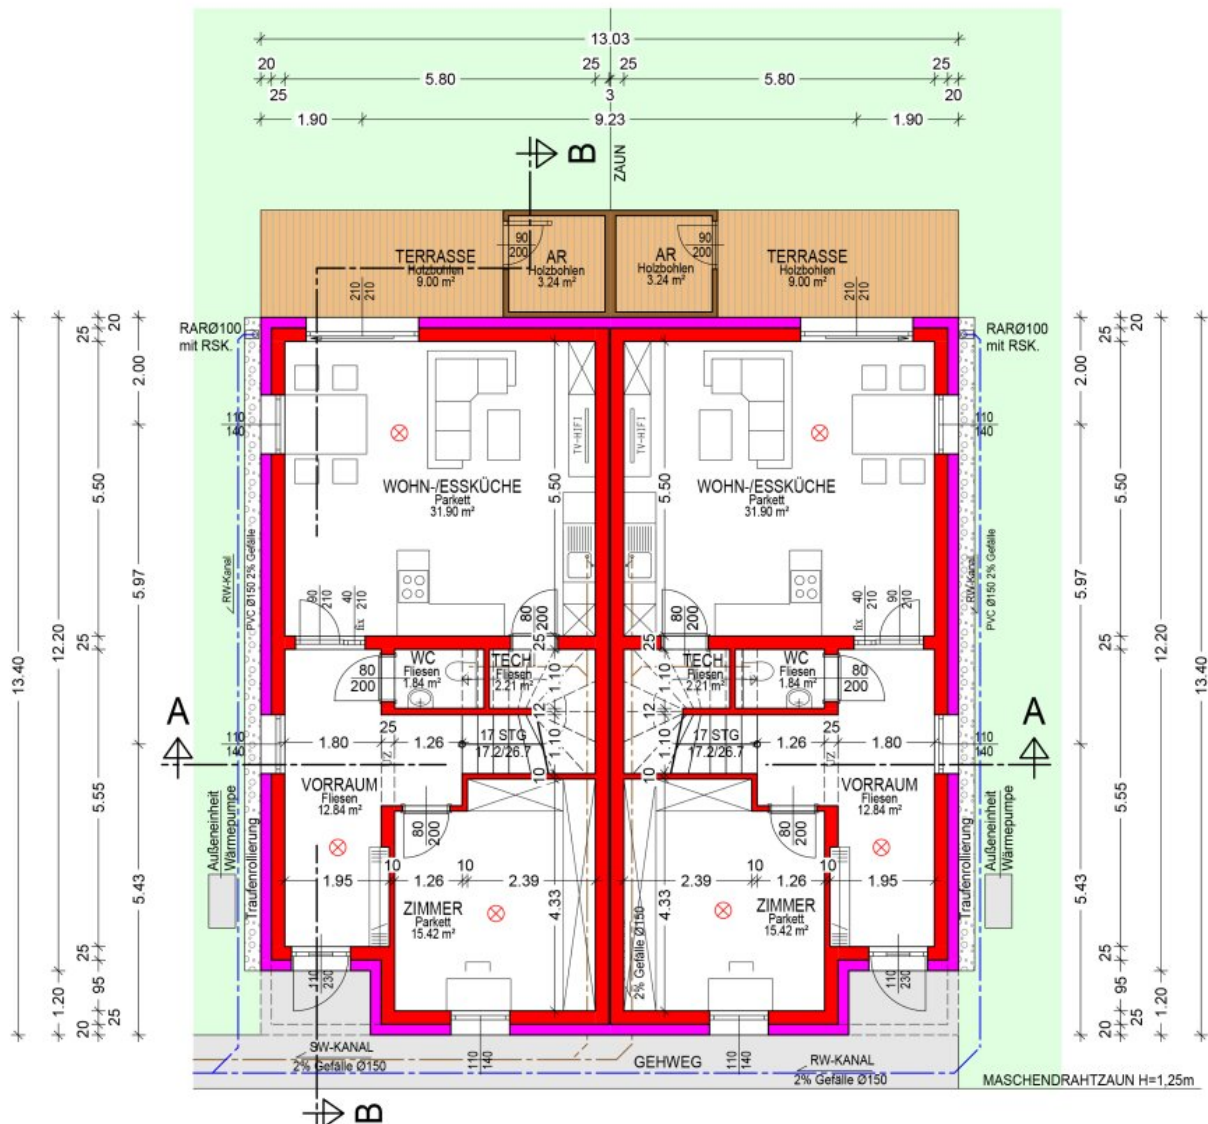 13.03
20 25 25 20
5.80 5.80
25 3 25
1.90 9.23 1.90
B
ZAUN
TERRASSE
Holzbohlen
9.00 m²
90
200
AR
Holzbohlen
3.24 m²
AR
Holzbohlen
3.24 m²
90
200
TERRASSE
Holzbohlen
9.00 m²
210
210
210
210
RARØ100
mit RSK.
RARØ100
mit RSK.
20
25
2.00
5.50
5.97
25
12.20
13.40
5.55
5.43
25
95
1.20
25
20
20
25
2.00
5.50
5.97
25
12.20
13.40
5.55
5.43
25
95
1.20
25
20
110
140
110
140
TV-HIFI
TV-HIFI
WOHN-/ESSKÜCHE
Parkett
31.90 m²
WOHN-/ESSKÜCHE
Parkett
31.90 m²
5.50
5.50
RW-Kanal
PVC Ø150 2% Gefälle
RW-Kanal
PVC Ø150 2% Gefälle
90
210
40
210
fix
80
200
80
200
40
210
fix
90
210
25
25
WC
Fliesen
1.84 m²
TECH
Fliesen
2.21 m²
TECH
Fliesen
2.21 m²
WC
Fliesen
1.84 m²
80
200
80
200
1.10
12
1.10
10
1.10
12
1.10
10
A
A
110
140
110
140
1.80
25
1.26
UZ
17 STG
17.2/26.7
17 STG
17.2/26.7
1.26
25
1.80
UZ
VORRAUM
Fliesen
12.84 m²
VORRAUM
Fliesen
12.84 m²
80
200
80
200
Außeneinheit
Wärmepumpe
Traufenrollierung
Traufenrollierung
Außeneinheit
Wärmepumpe
1.95
10
1.26
10
2.39
2.39
10
1.26
10
1.95
ZIMMER
Parkett
15.42 m²
ZIMMER
Parkett
15.42 m²
4.33
4.33
2% Gefälle Ø150
110
230
110
230
110
140
110
140
SW-KANAL
2% Gefälle Ø150
GEHWEG
RW-KANAL
2% Gefälle Ø150
MASCHENDRAHTZAUN H=1,25m
B